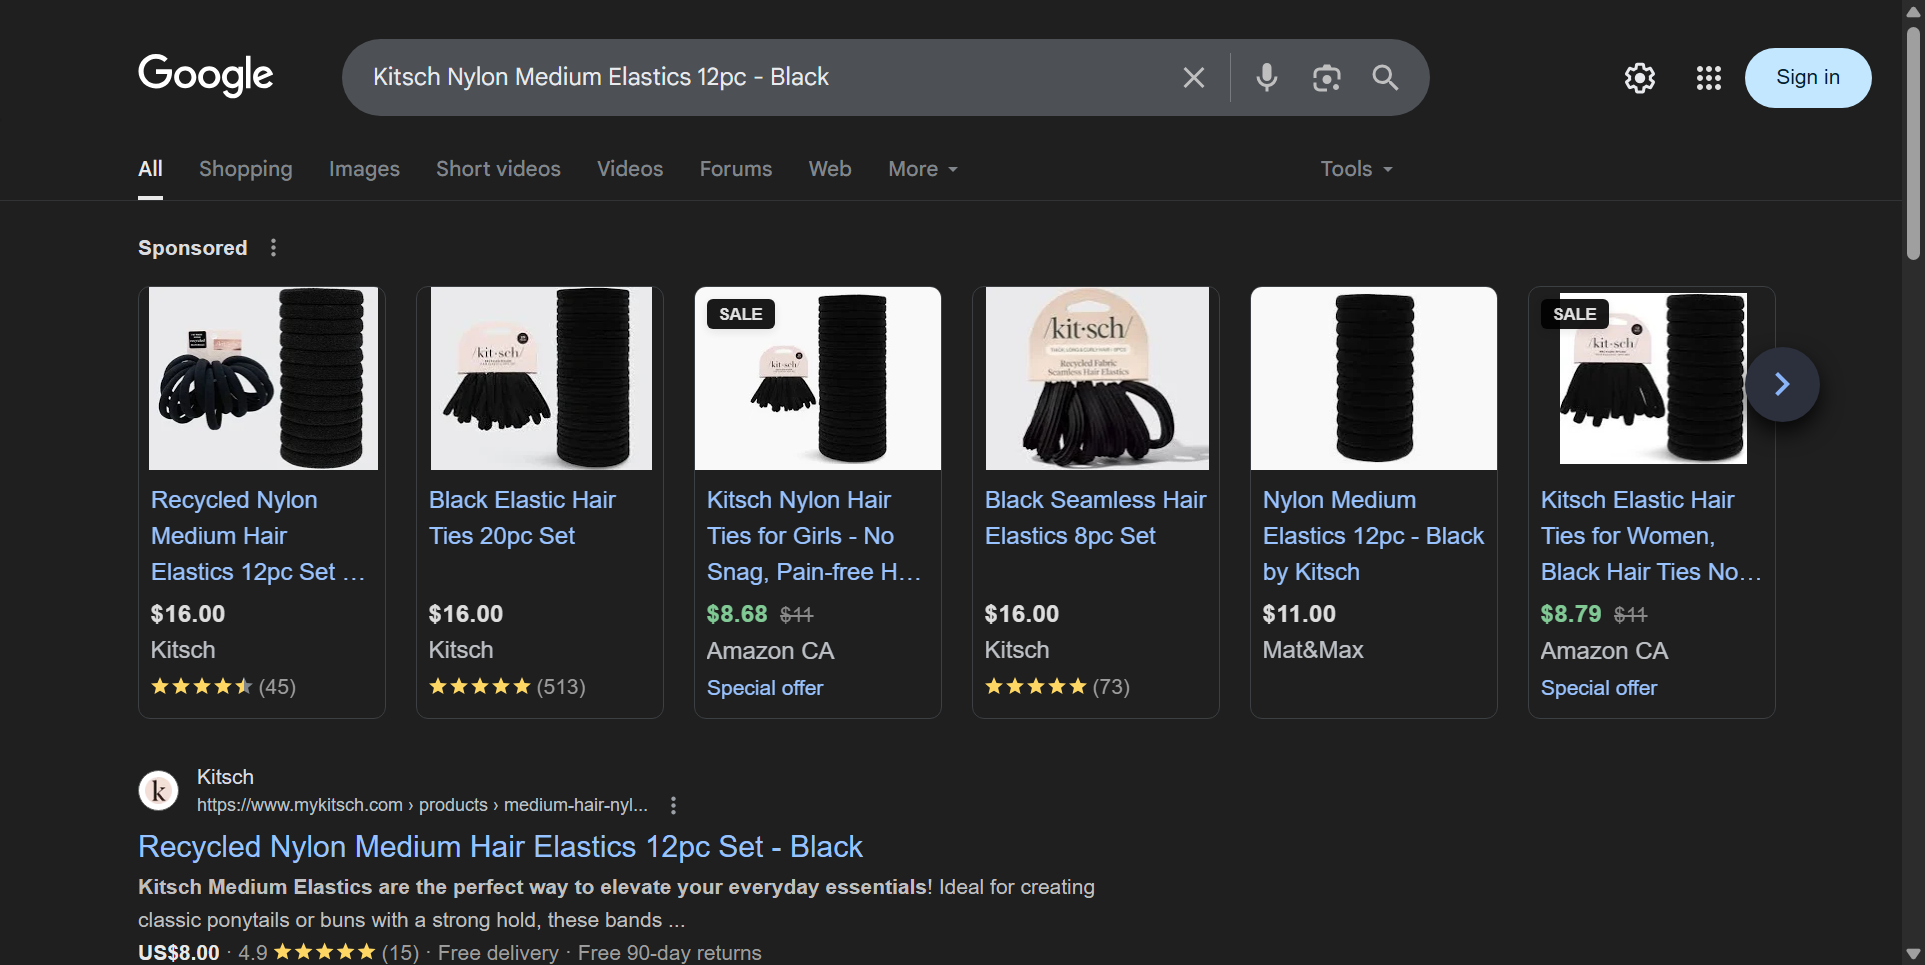 Google
Kitsch Nylon Medium Elastics 12pc - Black
Sign in
All
Shopping
Images
Short videos
Videos
Forums
Web
More
Tools
Sponsored
Recycled Nylon
Medium Hair
Elastics 12pc Set ...
$16.00
Kitsch
(45)
/kit·sch/
Black Elastic Hair
Ties 20pc Set
$16.00
Kitsch
(513)
SALE
/kit·sch/
Kitsch Nylon Hair
Ties for Girls - No
Snag, Pain-free H...
$8.68 $11
Amazon CA
Special offer
/kit·sch/
Recycled Fabric
Seamless Hair Elastics
Black Seamless Hair
Elastics 8pc Set
$16.00
Kitsch
(73)
Nylon Medium
Elastics 12pc - Black
by Kitsch
$11.00
Mat&Max
SALE
/kit·sch/
Kitsch Elastic Hair
Ties for Women,
Black Hair Ties No...
$8.79 $11
Amazon CA
Special offer
k
Kitsch
https://www.mykitsch.com › products › medium-hair-nyl...
Recycled Nylon Medium Hair Elastics 12pc Set - Black
Kitsch Medium Elastics are the perfect way to elevate your everyday essentials! Ideal for creating
classic ponytails or buns with a strong hold, these bands ...
US$8.00 · 4.9 (15) · Free delivery · Free 90-day returns